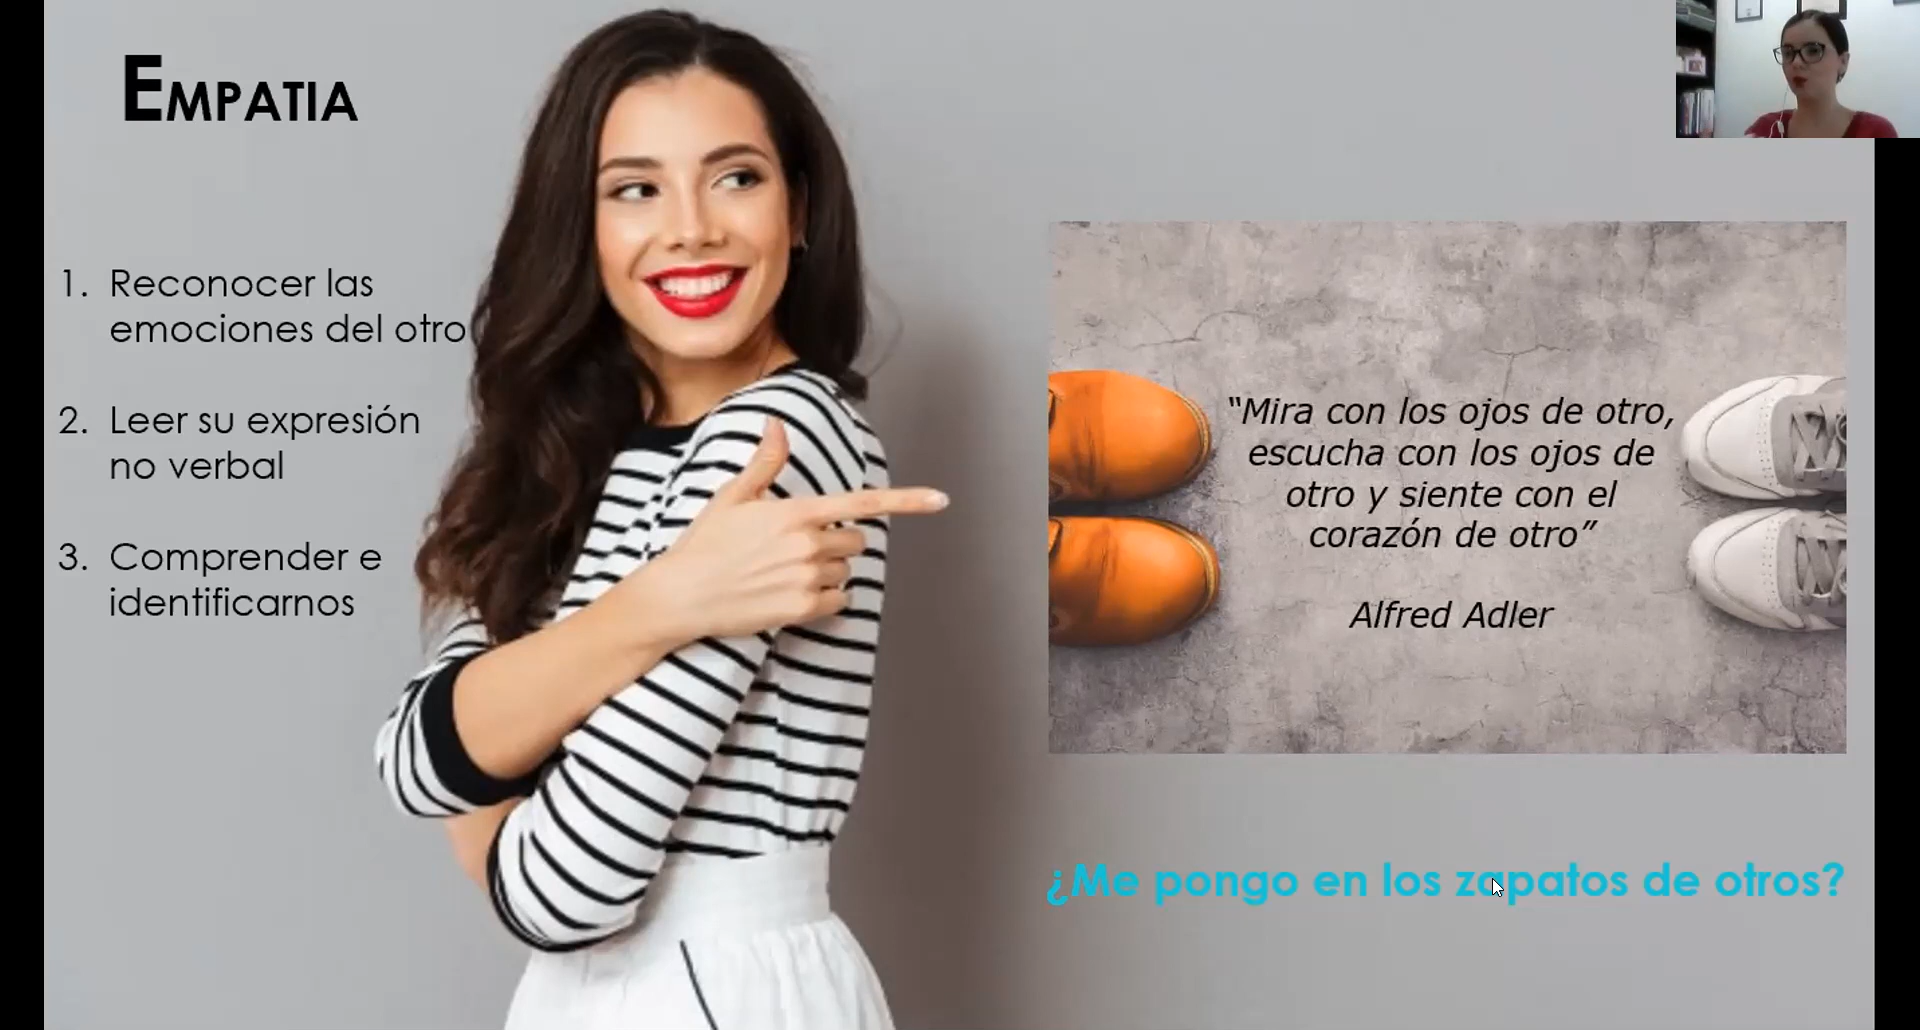 EMPATIA
1. Reconocer las
emociones del otro
2. Leer su expresión
no verbal
3. Comprender e
identificarnos
“Mira con los ojos de otro,
escucha con los ojos de
otro y siente con el
corazón de otro”
Alfred Adler
¿Me pongo en los zapatos de otros?